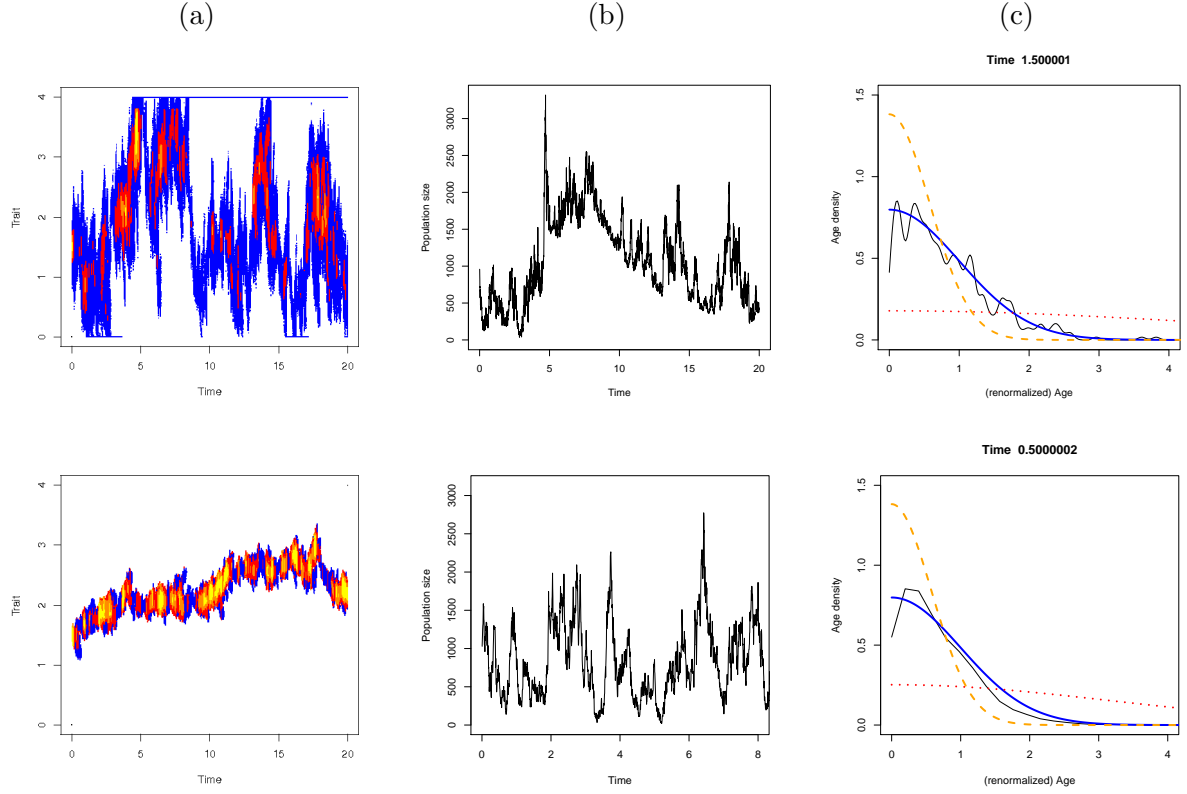 (a)
(b)
(c)
Trait
0 1 2 3 4
0 5 10 15 20
Time
Population size
0 500 1000 1500 2000 2500 3000
0 5 10 15 20
Time
Time 1.500001
Age density
0.0 0.5 1.0 1.5
0 1 2 3 4
(renormalized) Age
Trait
0 1 2 3 4
0 5 10 15 20
Time
Population size
0 500 1000 1500 2000 2500 3000
0 2 4 6 8
Time
Time 0.5000002
Age density
0.0 0.5 1.0 1.5
0 1 2 3 4
(renormalized) Age